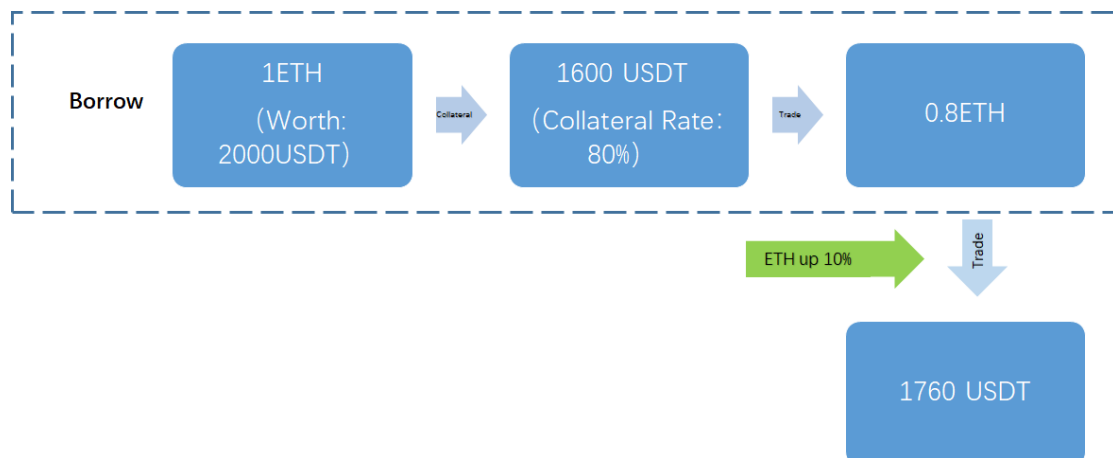 Borrow
1ETH
（Worth:
2000USDT）
Collateral
1600 USDT
（Collateral Rate：
80%）
Trade
0.8ETH
ETH up 10%
Trade
1760 USDT